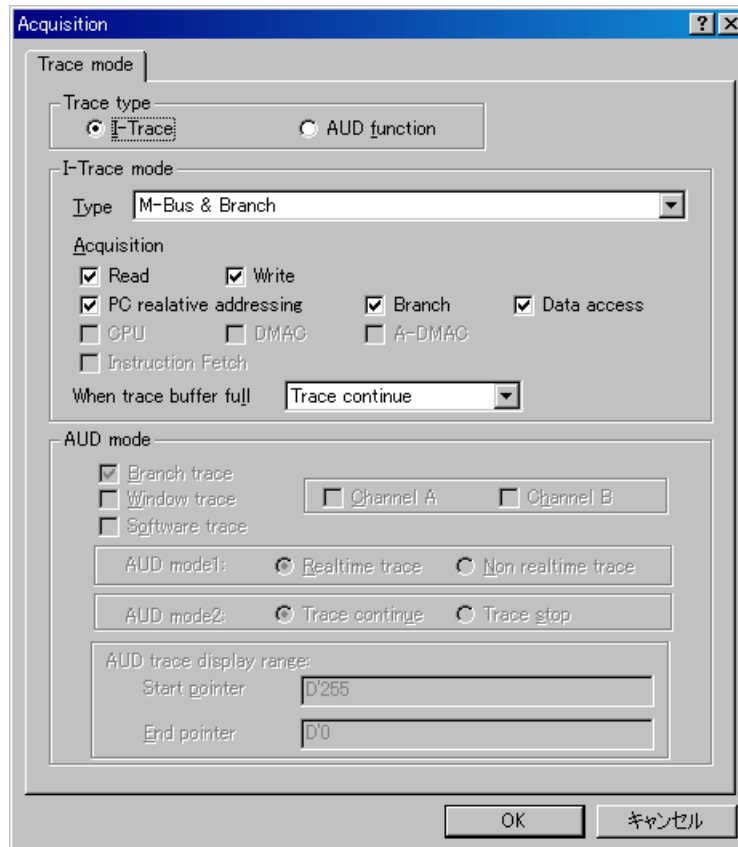 Acquisition
Trace mode
Trace type
I-Trace AUD function
I-Trace mode
Type M-Bus & Branch
Acquisition
Read Write
PC realative addressing Branch Data access
CPU DMAC A-DMAC
Instruction Fetch
When trace buffer full Trace continue
AUD mode
Branch trace
Window trace Channel A Channel B
Software trace
AUD mode1: Realtime trace Non realtime trace
AUD mode2: Trace continue Trace stop
AUD trace display range:
Start pointer D'255
End pointer D'0
OK キャンセル